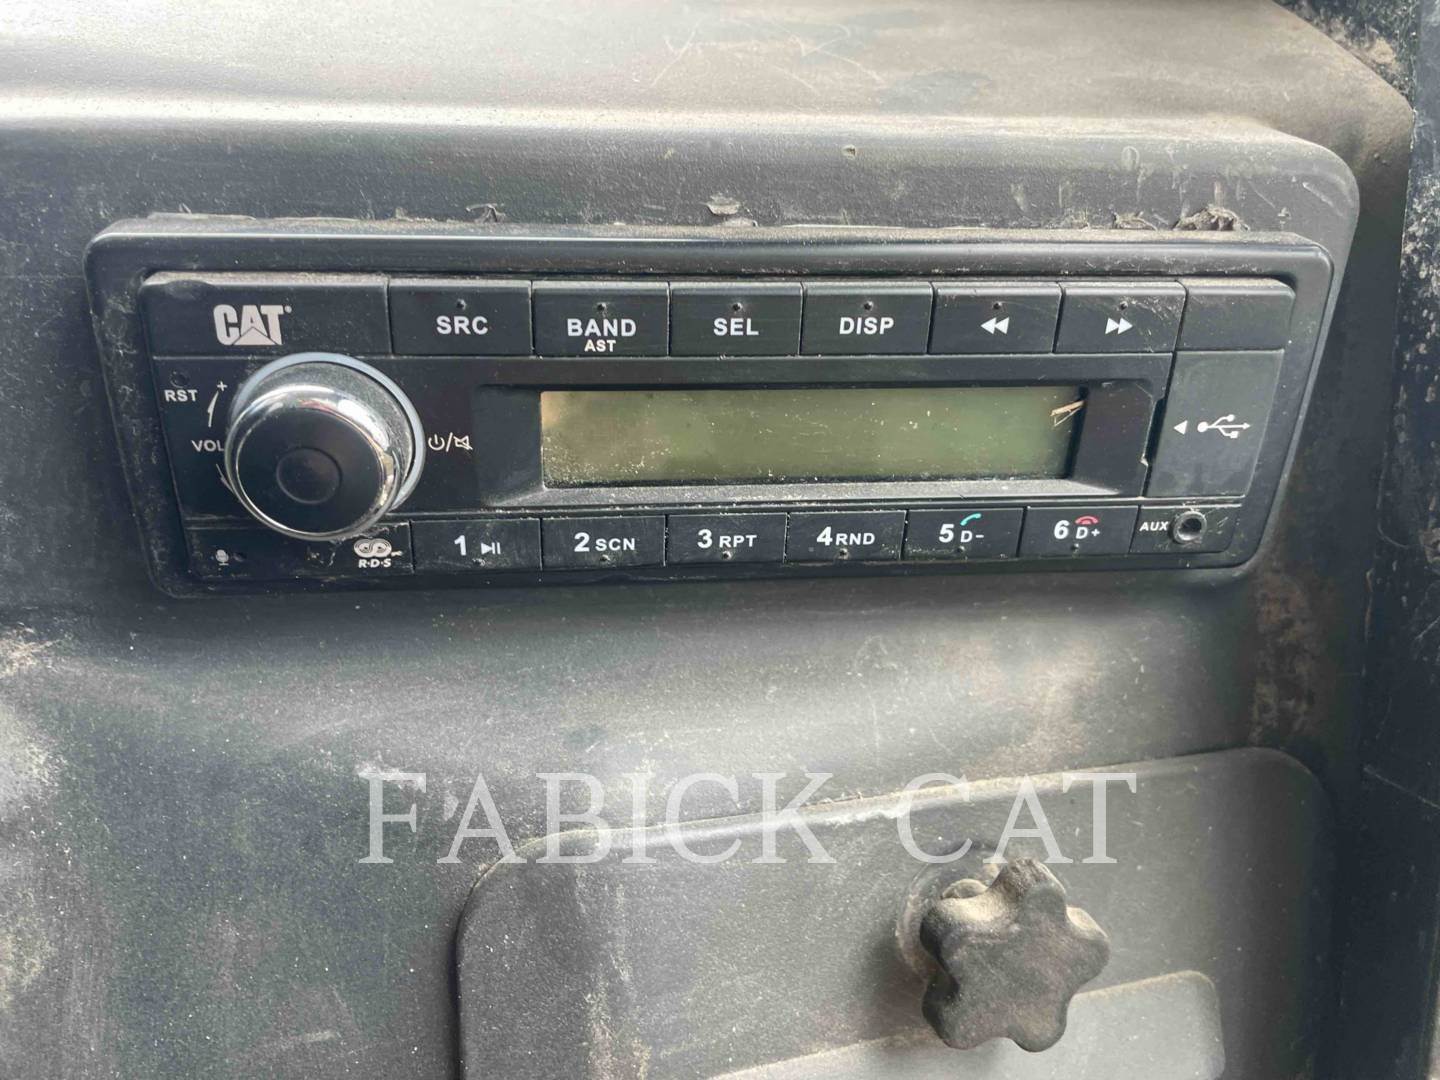 CAT
SRC BAND SEL DISP
AST
RST
VOL
1 2 SCN 3 RPT 4 RND 5 D- 6 D+ AUX
R·D·S
FABICK CAT